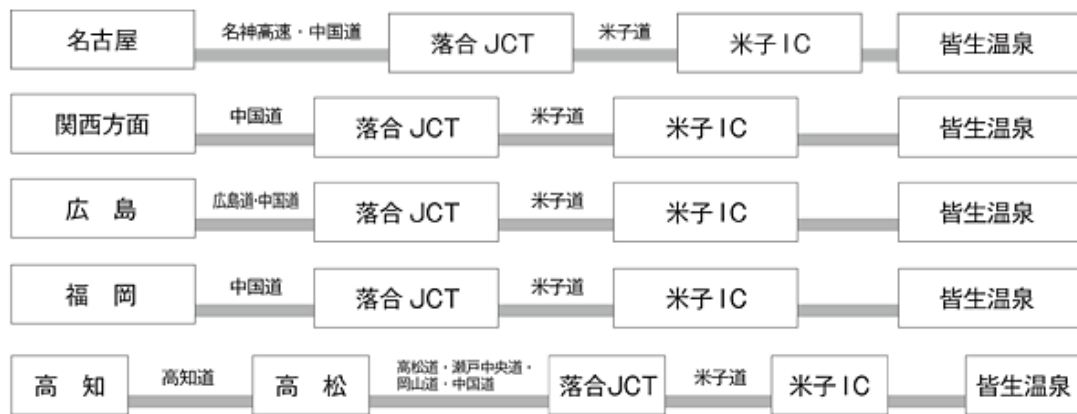 名古屋 名神高速・中国道 落合 JCT 米子道 米子 IC 皆生温泉
関西方面 中国道 落合 JCT 米子道 米子 IC 皆生温泉
広 島 広島道・中国道 落合 JCT 米子道 米子 IC 皆生温泉
福 岡 中国道 落合 JCT 米子道 米子 IC 皆生温泉
高 知 高知道 高 松 高松道・瀬戸中央道・
岡山道・中国道 落合JCT 米子道 米子IC 皆生温泉